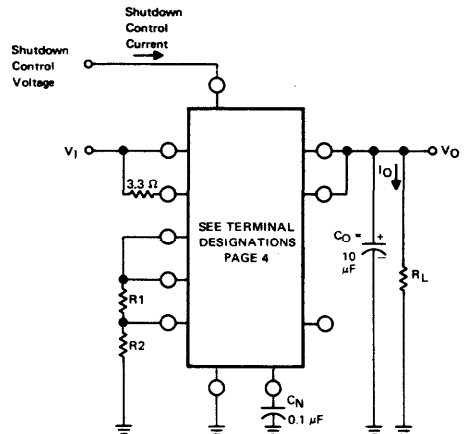 Shutdown
Control
Current
Shutdown
Control
Voltage
VI
VO
IO
3.3 Ω
SEE TERMINAL
DESIGNATIONS
PAGE 4
CO =
10
μF
+
−
RL
R1
R2
CN
0.1 μF